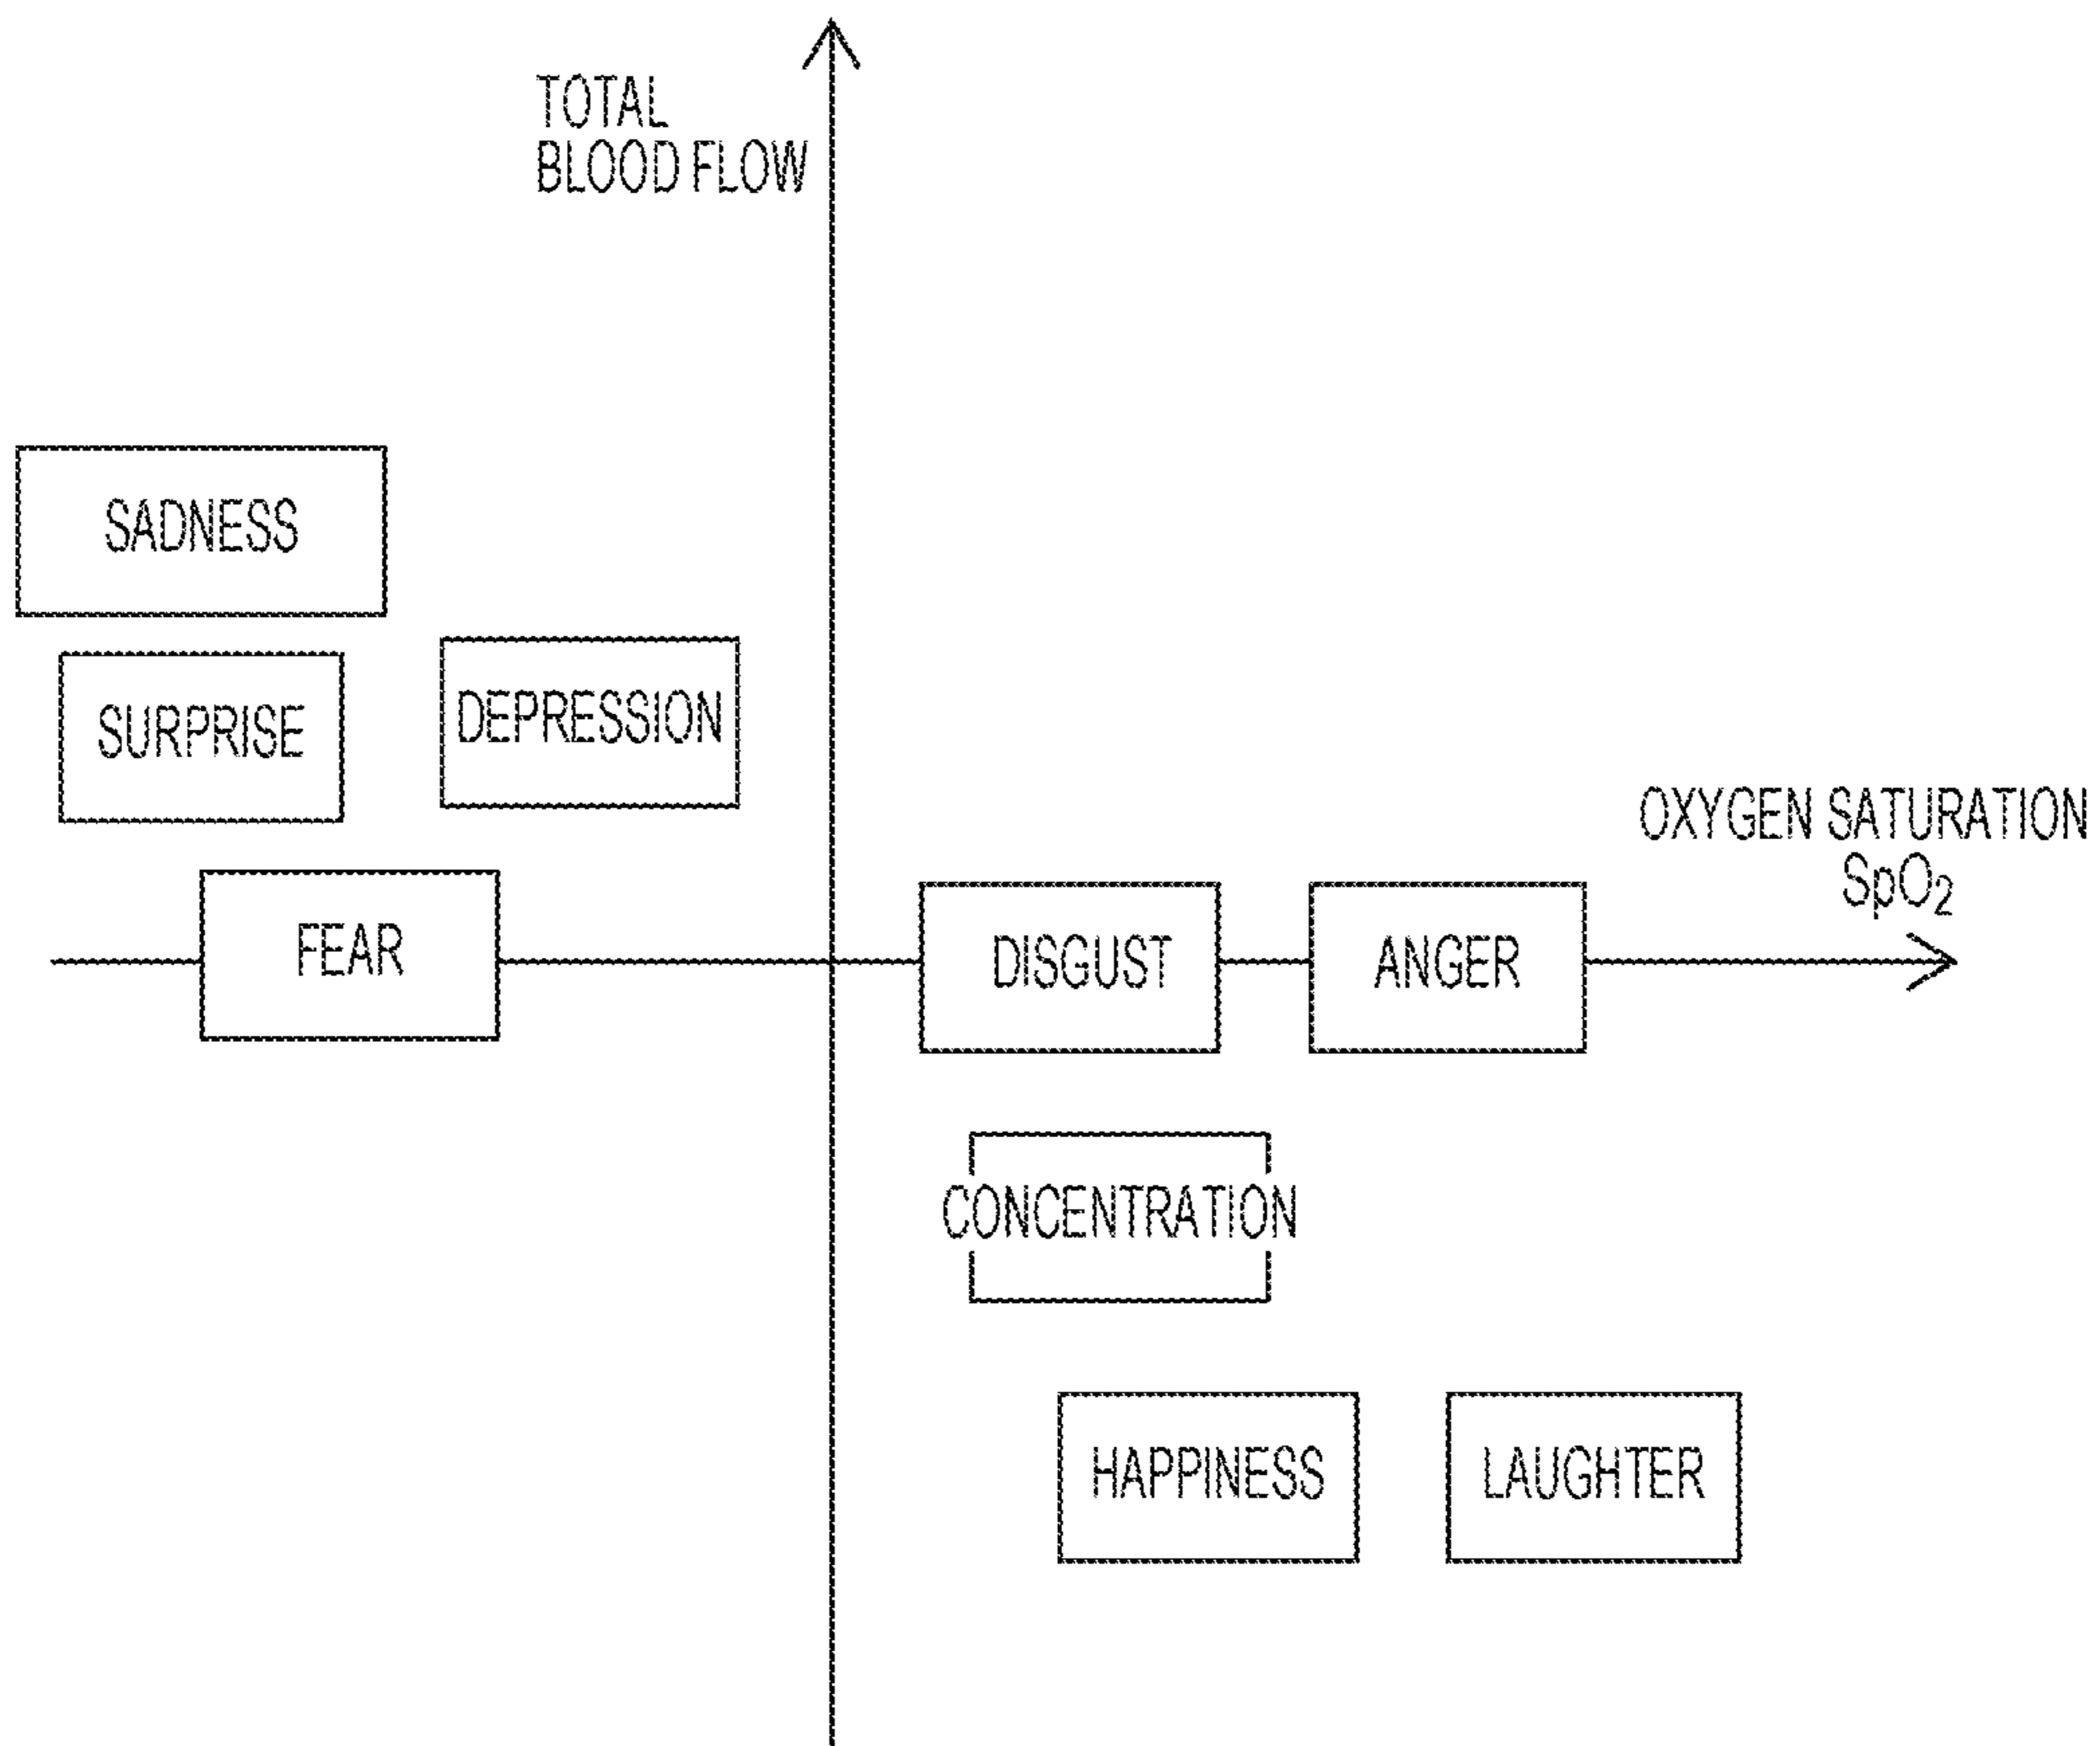 TOTAL
BLOOD FLOW
SADNESS
SURPRISE
DEPRESSION
OXYGEN SATURATION
SpO₂
FEAR
DISGUST
ANGER
CONCENTRATION
HAPPINESS
LAUGHTER